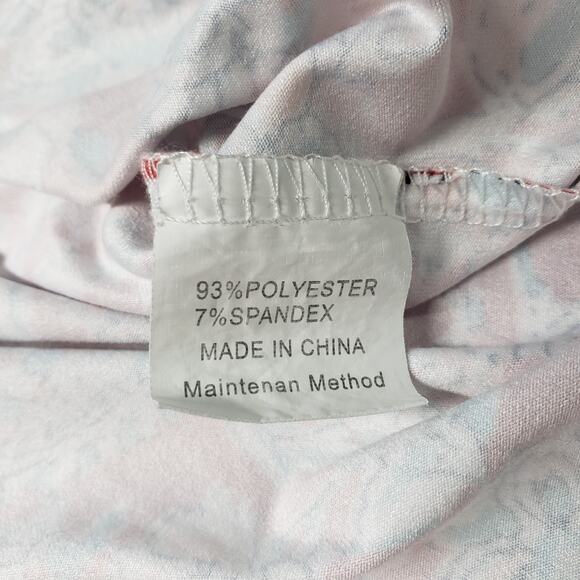 93%POLYESTER
7%SPANDEX
MADE IN CHINA
Maintenan Method